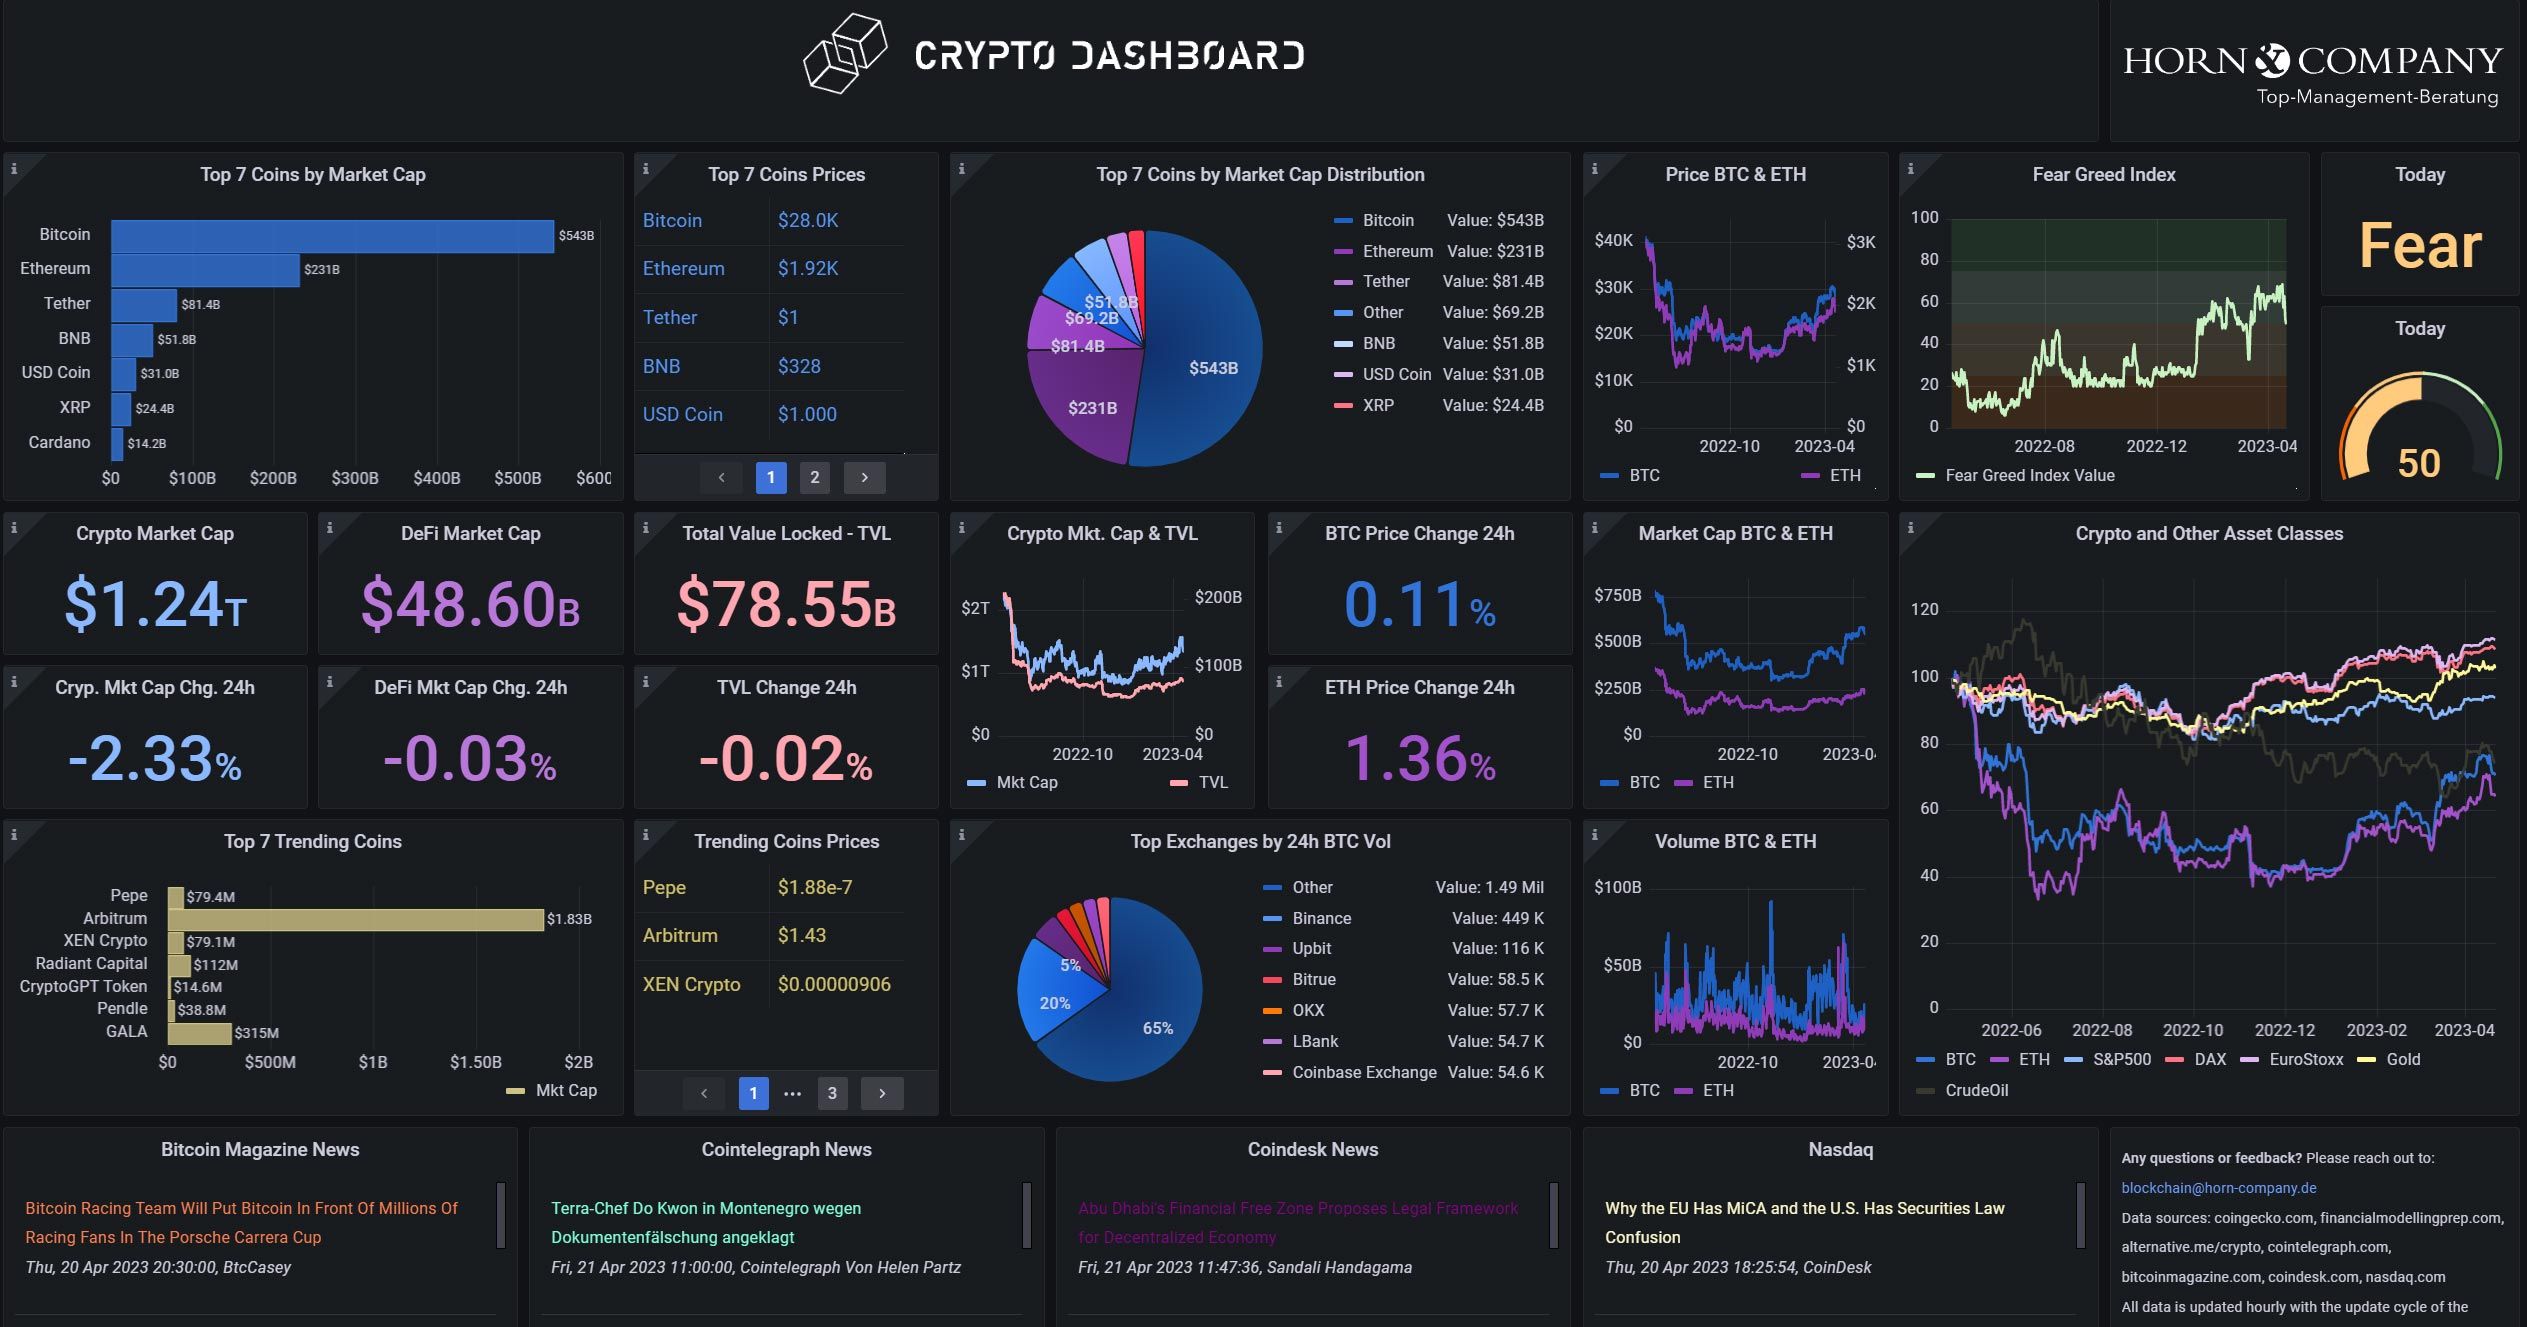 CRYPTO DASHBOARD
HORN & COMPANY
Top-Management-Beratung
Top 7 Coins by Market Cap
Bitcoin $543B
Ethereum $231B
Tether $81.4B
BNB $51.8B
USD Coin $31.0B
XRP $24.4B
Cardano $14.2B
$0 $100B $200B $300B $400B $500B
Top 7 Coins Prices
Bitcoin $28.0K
Ethereum $1.92K
Tether $1
BNB $328
USD Coin $1.000
< 1 2 >
Top 7 Coins by Market Cap Distribution
$51.8B
$69.2B
$81.4B
$543B
$231B
Bitcoin Value: $543B
Ethereum Value: $231B
Tether Value: $81.4B
Other Value: $69.2B
BNB Value: $51.8B
USD Coin Value: $31.0B
XRP Value: $24.4B
Price BTC & ETH
$40K $3K
$30K $2K
$20K
$10K $1K
$0 $0
2022-10 2023-04
BTC ETH
Fear Greed Index
100
80
60
40
20
0
2022-08 2022-12 2023-04
Fear Greed Index Value
Today
Fear
Today
50
Crypto Market Cap
$1.24T
DeFi Market Cap
$48.60B
Total Value Locked - TVL
$78.55B
Cryp. Mkt Cap Chg. 24h
-2.33%
DeFi Mkt Cap Chg. 24h
-0.03%
TVL Change 24h
-0.02%
Crypto Mkt. Cap & TVL
$2T $200B
$1T $100B
$0 $0
2022-10 2023-04
Mkt Cap TVL
BTC Price Change 24h
0.11%
ETH Price Change 24h
1.36%
Market Cap BTC & ETH
$750B
$500B
$250B
$0
2022-10
BTC ETH
Crypto and Other Asset Classes
120
100
80
60
40
20
0
2022-06 2022-08 2022-10 2022-12 2023-02 2023-04
BTC ETH S&P500 DAX EuroStoxx Gold
CrudeOil
Top 7 Trending Coins
Pepe $79.4M
Arbitrum $1.83B
XEN Crypto $79.1M
Radiant Capital $112M
CryptoGPT Token $14.6M
Pendle $38.8M
GALA $315M
$0 $500M $1B $1.50B $2B
Mkt Cap
Trending Coins Prices
Pepe $1.88e-7
Arbitrum $1.43
XEN Crypto $0.00000906
< 1 ••• 3 >
Top Exchanges by 24h BTC Vol
5%
20%
65%
Other Value: 1.49 Mil
Binance Value: 449 K
Upbit Value: 116 K
Bitrue Value: 58.5 K
OKX Value: 57.7 K
LBank Value: 54.7 K
Coinbase Exchange Value: 54.6 K
Volume BTC & ETH
$100B
$50B
$0
2022-10
BTC ETH
Bitcoin Magazine News
Bitcoin Racing Team Will Put Bitcoin In Front Of Millions Of
Racing Fans In The Porsche Carrera Cup
Thu, 20 Apr 2023 20:30:00, BtcCasey
Cointelegraph News
Terra-Chef Do Kwon in Montenegro wegen
Dokumentenfälschung angeklagt
Fri, 21 Apr 2023 11:00:00, Cointelegraph Von Helen Partz
Coindesk News
Abu Dhabi's Financial Free Zone Proposes Legal Framework
for Decentralized Economy
Fri, 21 Apr 2023 11:47:36, Sandali Handagama
Nasdaq
Why the EU Has MiCA and the U.S. Has Securities Law
Confusion
Thu, 20 Apr 2023 18:25:54, CoinDesk
Any questions or feedback? Please reach out to:
blockchain@horn-company.de
Data sources: coingecko.com, financialmodellingprep.com,
alternative.me/crypto, cointelegraph.com,
bitcoinmagazine.com, coindesk.com, nasdaq.com
All data is updated hourly with the update cycle of the